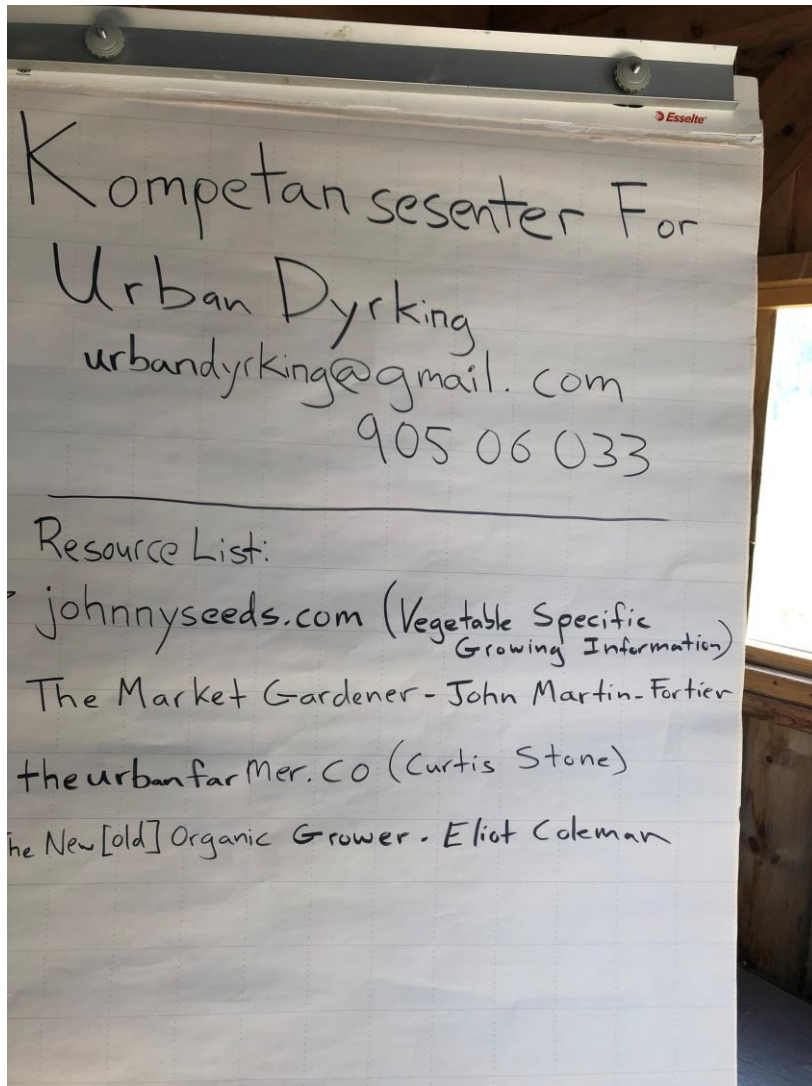 Esselte
Kompetansesenter For
Urban Dyrking
urbandyrking@gmail.com
905 06 033
Resource List:
johnnyseeds.com (Vegetable Specific
Growing Information)
The Market Gardener - John Martin-Fortier
theurbanfarmer.co (Curtis Stone)
he New [old] Organic Grower - Eliot Coleman